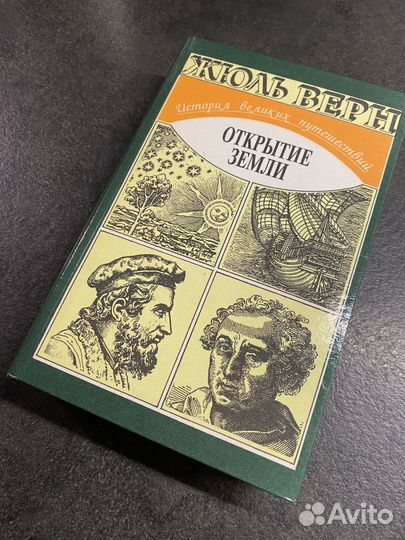 ЖЮЛЬ ВЕРН
История великих путешествий
ОТКРЫТИЕ
ЗЕМЛИ
Avito